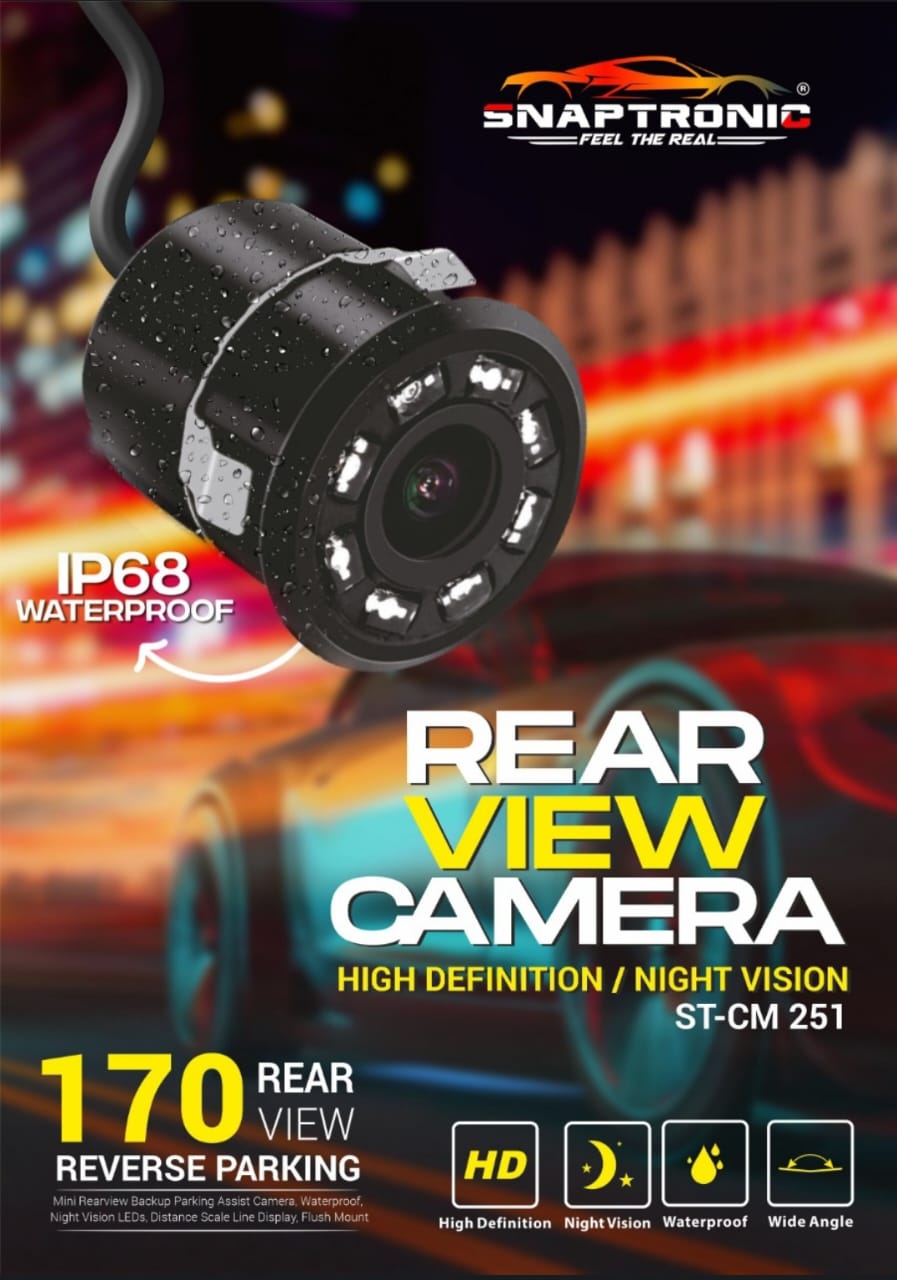 SNAPTRONIC®
FEEL THE REAL
IP68
WATERPROOF
REAR
VIEW
CAMERA
HIGH DEFINITION / NIGHT VISION
ST-CM 251
170 REAR
VIEW
REVERSE PARKING
Mini Rearview Backup Parking Assist Camera, Waterproof,
Night Vision LEDs, Distance Scale Line Display, Flush Mount
HD
High Definition
Night Vision
Waterproof
Wide Angle